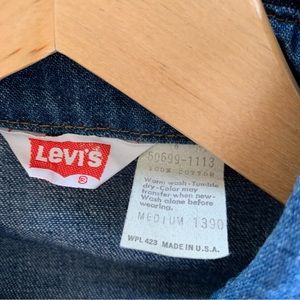 LEVI'S
®
60699-1113
100% COTTON
Warm wash-Tumble
dry-Color may
transfer when new-
Wash alone before
wearing.
MEDIUM 1390
WPL 423 MADE IN U.S.A.